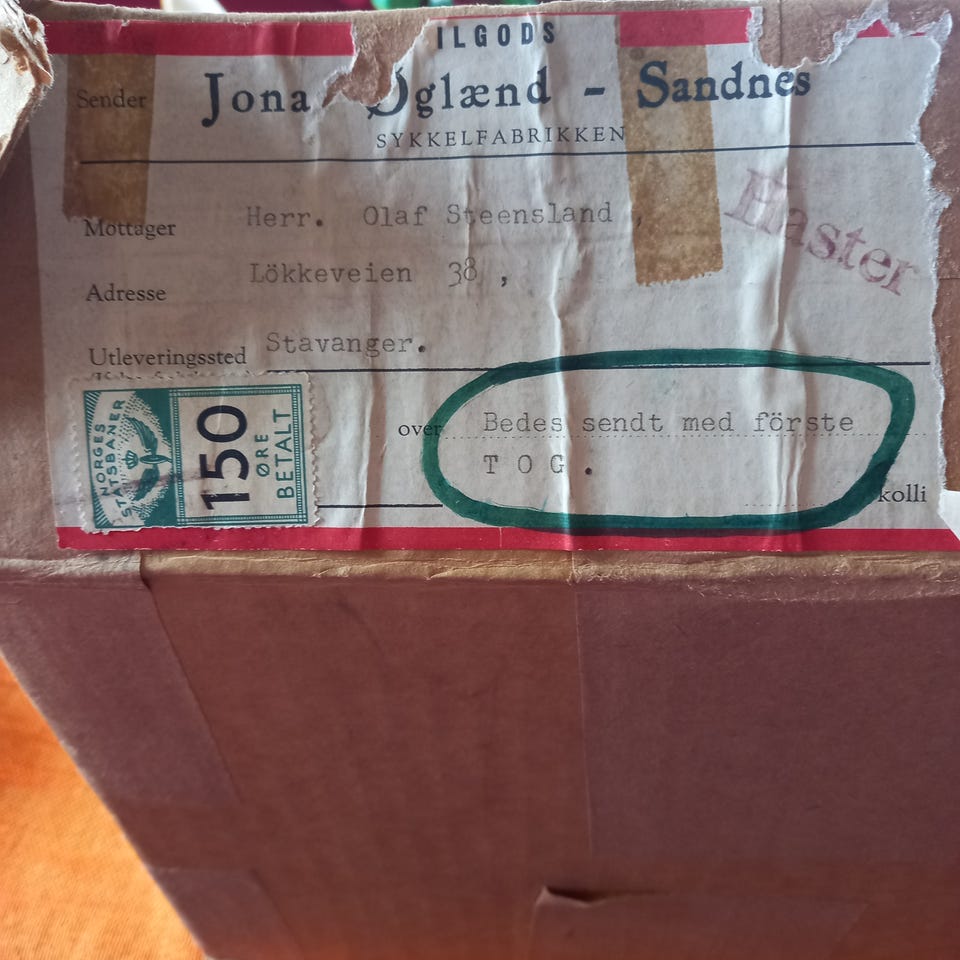 ILGODS
Sender Jona Øglænd - Sandnes
SYKKELFABRIKKEN
Haster
Mottager Herr. Olaf Steensland ,
Adresse Lökkeveien 38 ,
Utleveringssted Stavanger.
NORGES STATSBANER
150 ØRE BETALT
over Bedes sendt med förste
T O G .
kolli